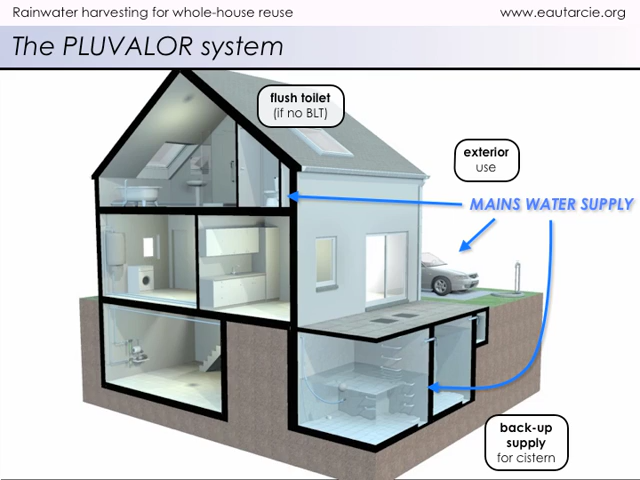 Rainwater harvesting for whole-house reuse
www.eautarcie.org
The PLUVALOR system
flush toilet
(if no BLT)
exterior
use
MAINS WATER SUPPLY
back-up
supply
for cistern